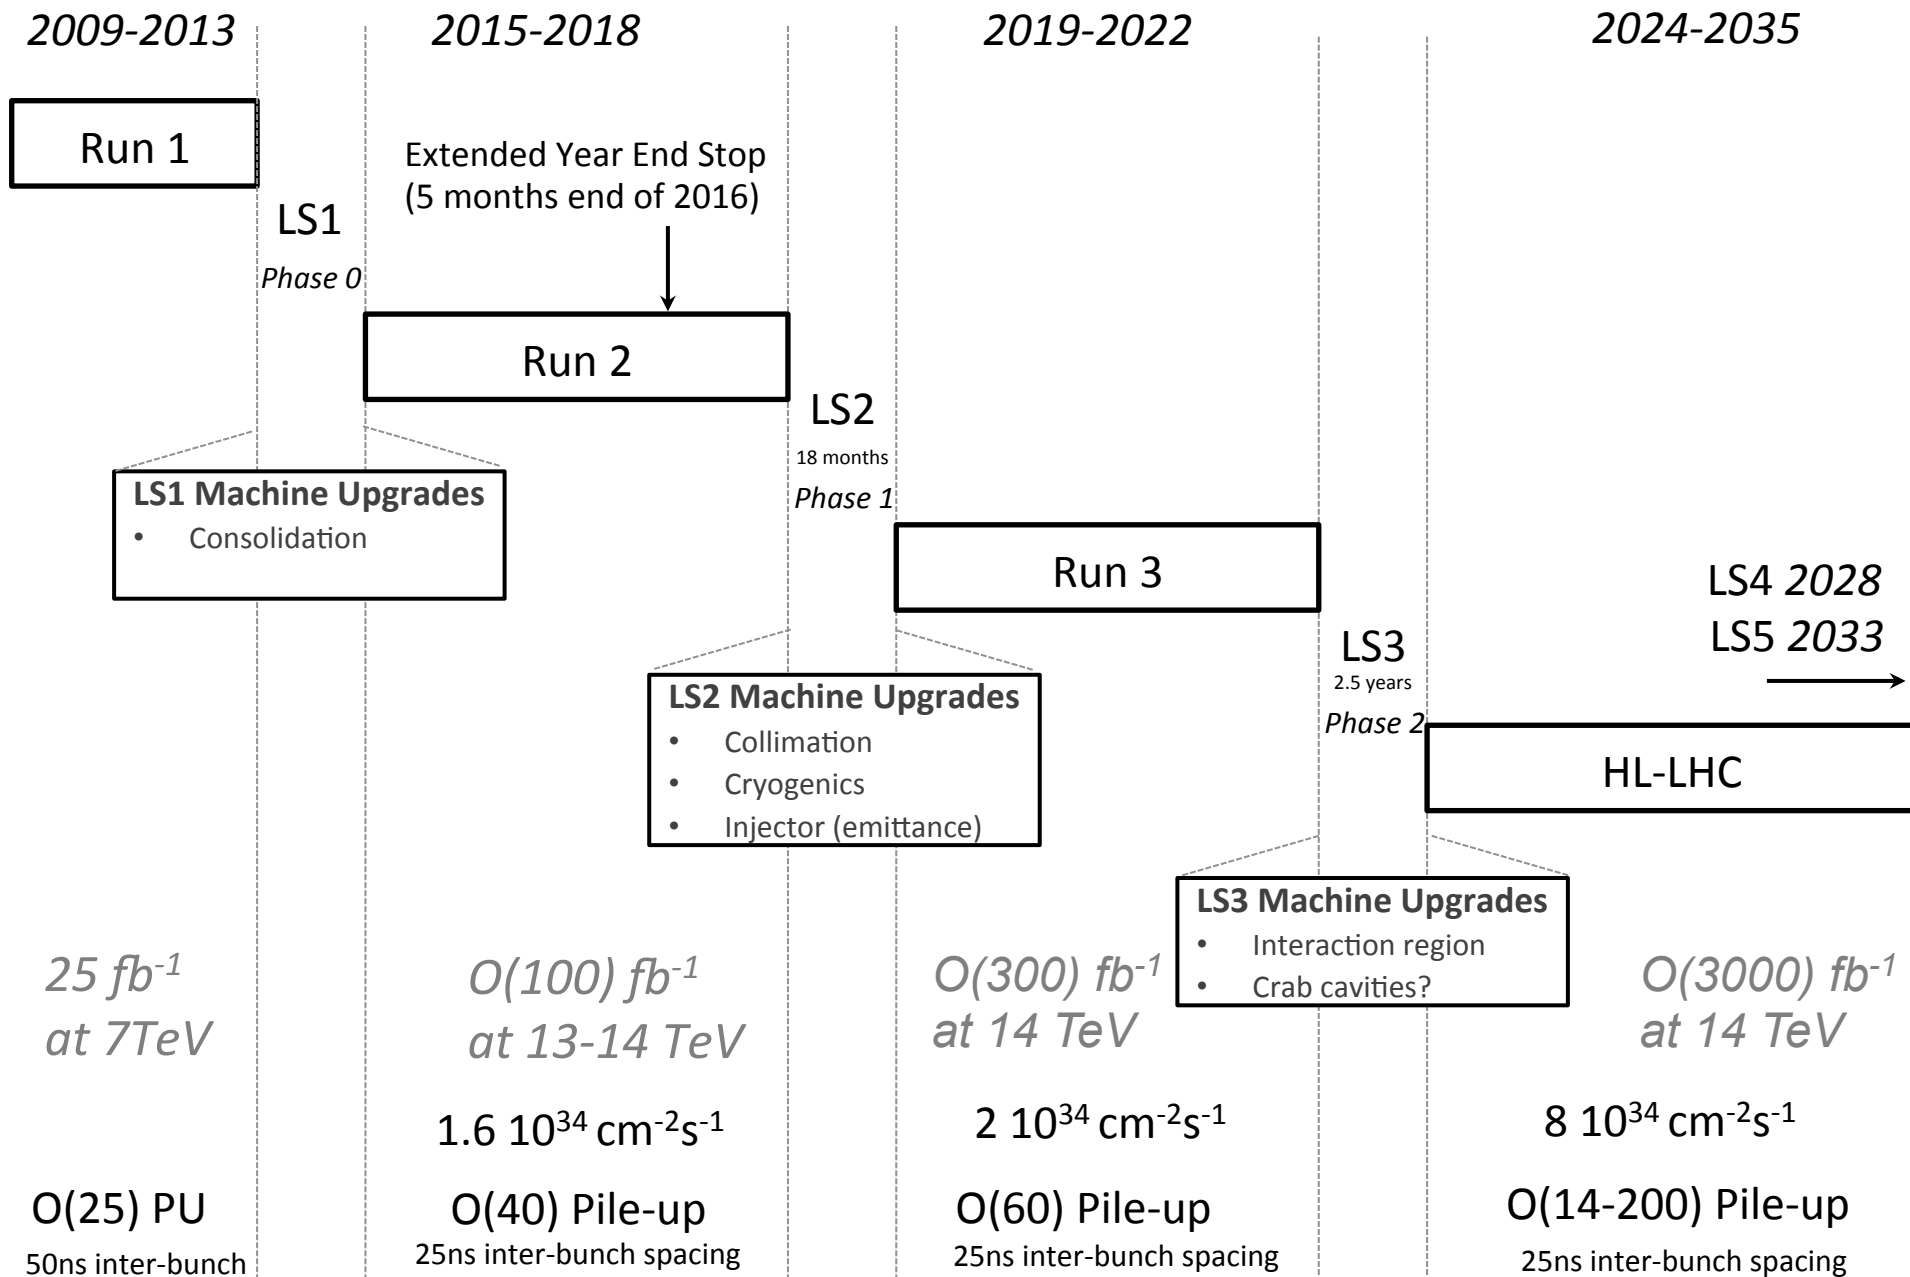 2009-2013
2015-2018
2019-2022
2024-2035
Run 1
Extended Year End Stop
(5 months end of 2016)
LS1
Phase 0
Run 2
LS2
18 months
Phase 1
LS1 Machine Upgrades
• Consolidation
Run 3
LS4 2028
LS5 2033
LS3
2.5 years
Phase 2
LS2 Machine Upgrades
• Collimation
• Cryogenics
• Injector (emittance)
HL-LHC
LS3 Machine Upgrades
• Interaction region
• Crab cavities?
25 fb⁻¹
at 7TeV
O(100) fb⁻¹
at 13-14 TeV
O(300) fb⁻¹
at 14 TeV
O(3000) fb⁻¹
at 14 TeV
1.6 10³⁴ cm⁻²s⁻¹
2 10³⁴ cm⁻²s⁻¹
8 10³⁴ cm⁻²s⁻¹
O(25) PU
50ns inter-bunch
O(40) Pile-up
25ns inter-bunch spacing
O(60) Pile-up
25ns inter-bunch spacing
O(14-200) Pile-up
25ns inter-bunch spacing